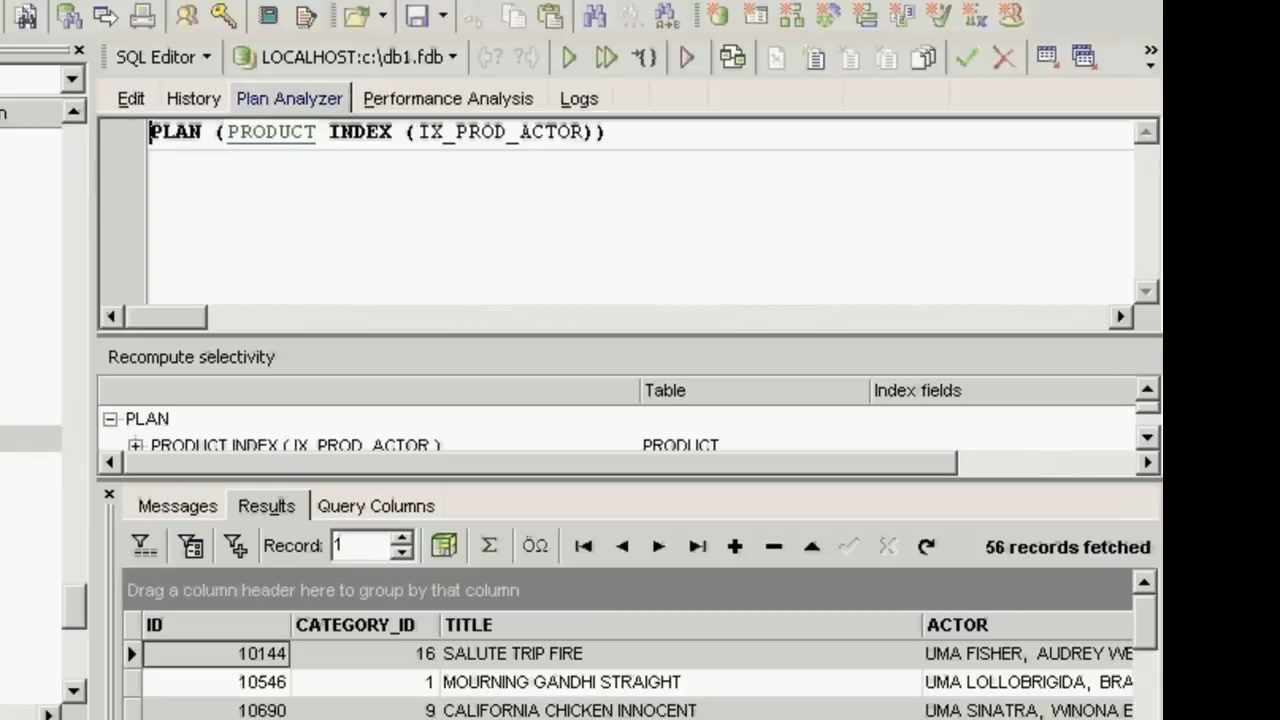 SQL Editor LOCALHOST:c:\db1.fdb
Edit History Plan Analyzer Performance Analysis Logs
PLAN (PRODUCT INDEX (IX_PROD_ACTOR))
Recompute selectivity
Table Index fields
PLAN
PRODUCT INDEX (IX_PROD_ACTOR) PRODUCT
Messages Results Query Columns
Record: 1 Σ ÖΩ 56 records fetched
Drag a column header here to group by that column
ID CATEGORY_ID TITLE ACTOR
10144 16 SALUTE TRIP FIRE UMA FISHER, AUDREY WE
10546 1 MOURNING GANDHI STRAIGHT UMA LOLLOBRIGIDA, BRA
10690 9 CALIFORNIA CHICKEN INNOCENT UMA SINATRA, WINONA E